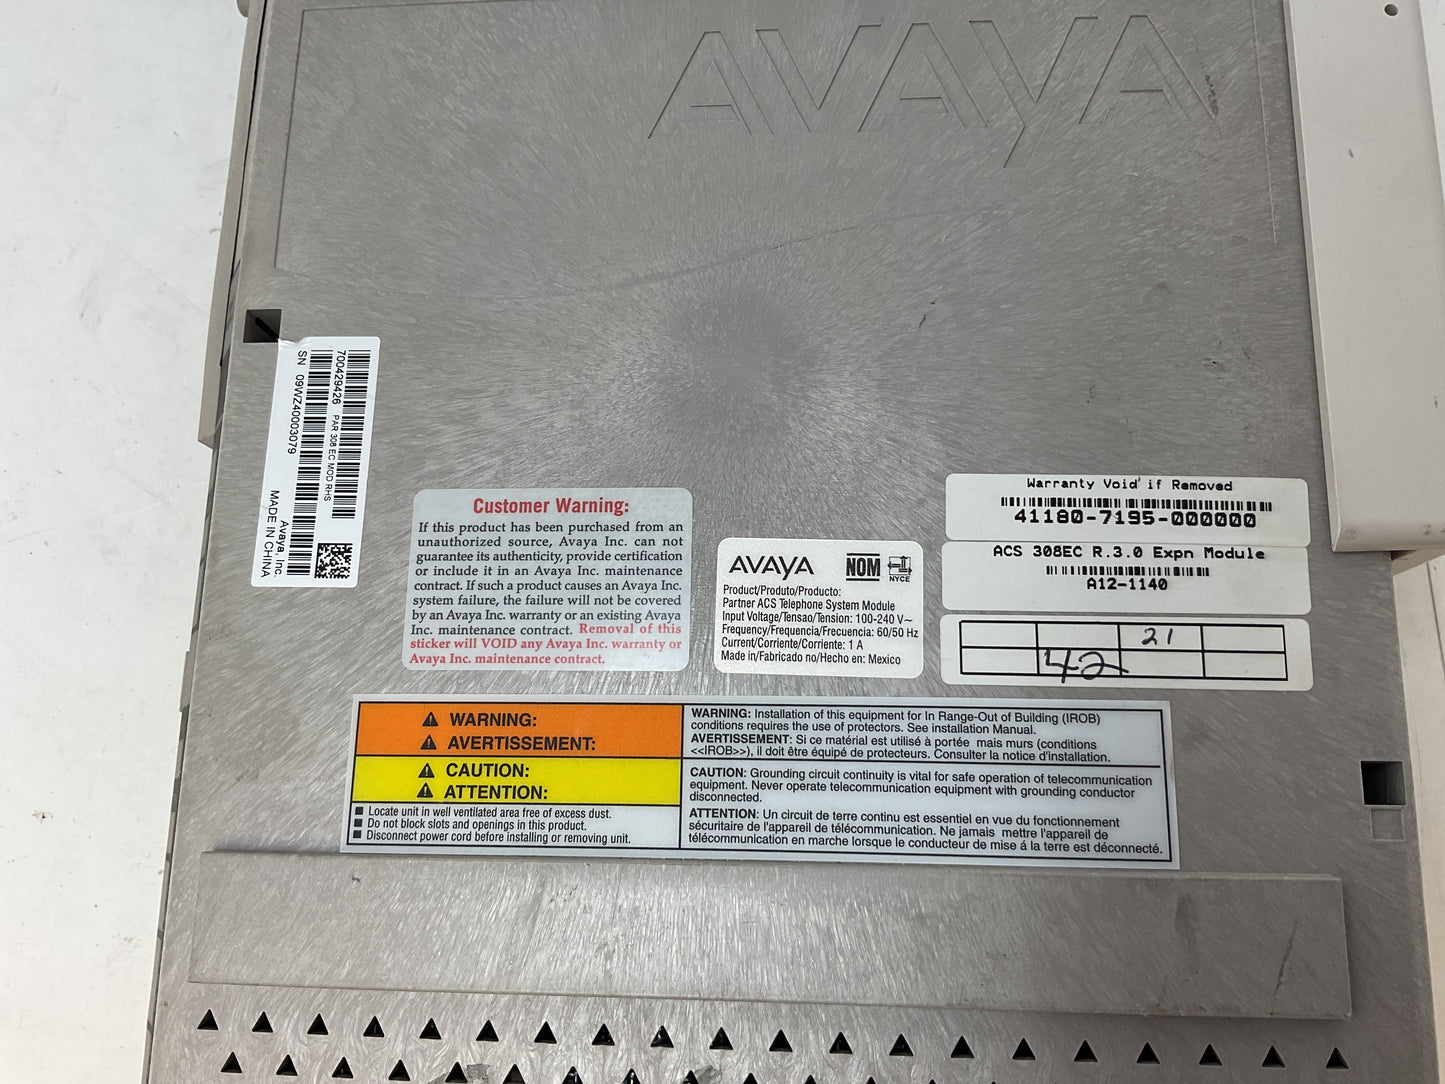 AVAYA
700429426
PAR 308 EC MOD RHS
SN 09WZ40003079
Avaya, Inc.
MADE IN CHINA
Customer Warning:
If this product has been purchased from an
unauthorized source, Avaya Inc. can not
guarantee its authenticity, provide certification
or include it in an Avaya Inc. maintenance
contract. If such a product causes an Avaya Inc.
system failure, the failure will not be covered
by an Avaya Inc. warranty or an existing Avaya
Inc. maintenance contract. Removal of this
sticker will VOID any Avaya Inc. warranty or
Avaya Inc. maintenance contract.
AVAYA NOM NYCE
Product/Produto/Producto:
Partner ACS Telephone System Module
Input Voltage/Tensao/Tension: 100-240 V~
Frequency/Frequencia/Frecuencia: 60/50 Hz
Current/Corriente/Corriente: 1 A
Made in/Fabricado no/Hecho en: Mexico
Warranty Void if Removed
41180-7195-000000
ACS 308EC R.3.0 Expn Module
A12-1140
21
42
WARNING:
AVERTISSEMENT:
CAUTION:
ATTENTION:
Locate unit in well ventilated area free of excess dust.
Do not block slots and openings in this product.
Disconnect power cord before installing or removing unit.
WARNING: Installation of this equipment for In Range-Out of Building (IROB)
conditions requires the use of protectors. See installation Manual.
AVERTISSEMENT: Si ce matérial est utilisé à portée mais murs (conditions
<<IROB>>), il doit être équipé de protecteurs. Consulter la notice d'installation.
CAUTION: Grounding circuit continuity is vital for safe operation of telecommunication
equipment. Never operate telecommunication equipment with grounding conductor
disconnected.
ATTENTION: Un circuit de terre continu est essentiel en vue du fonctionnement
sécuritaire de l'appareil de télécommunication. Ne jamais mettre l'appareil de
télécommunication en marche lorsque le conducteur de mise á la terre est déconnecté.